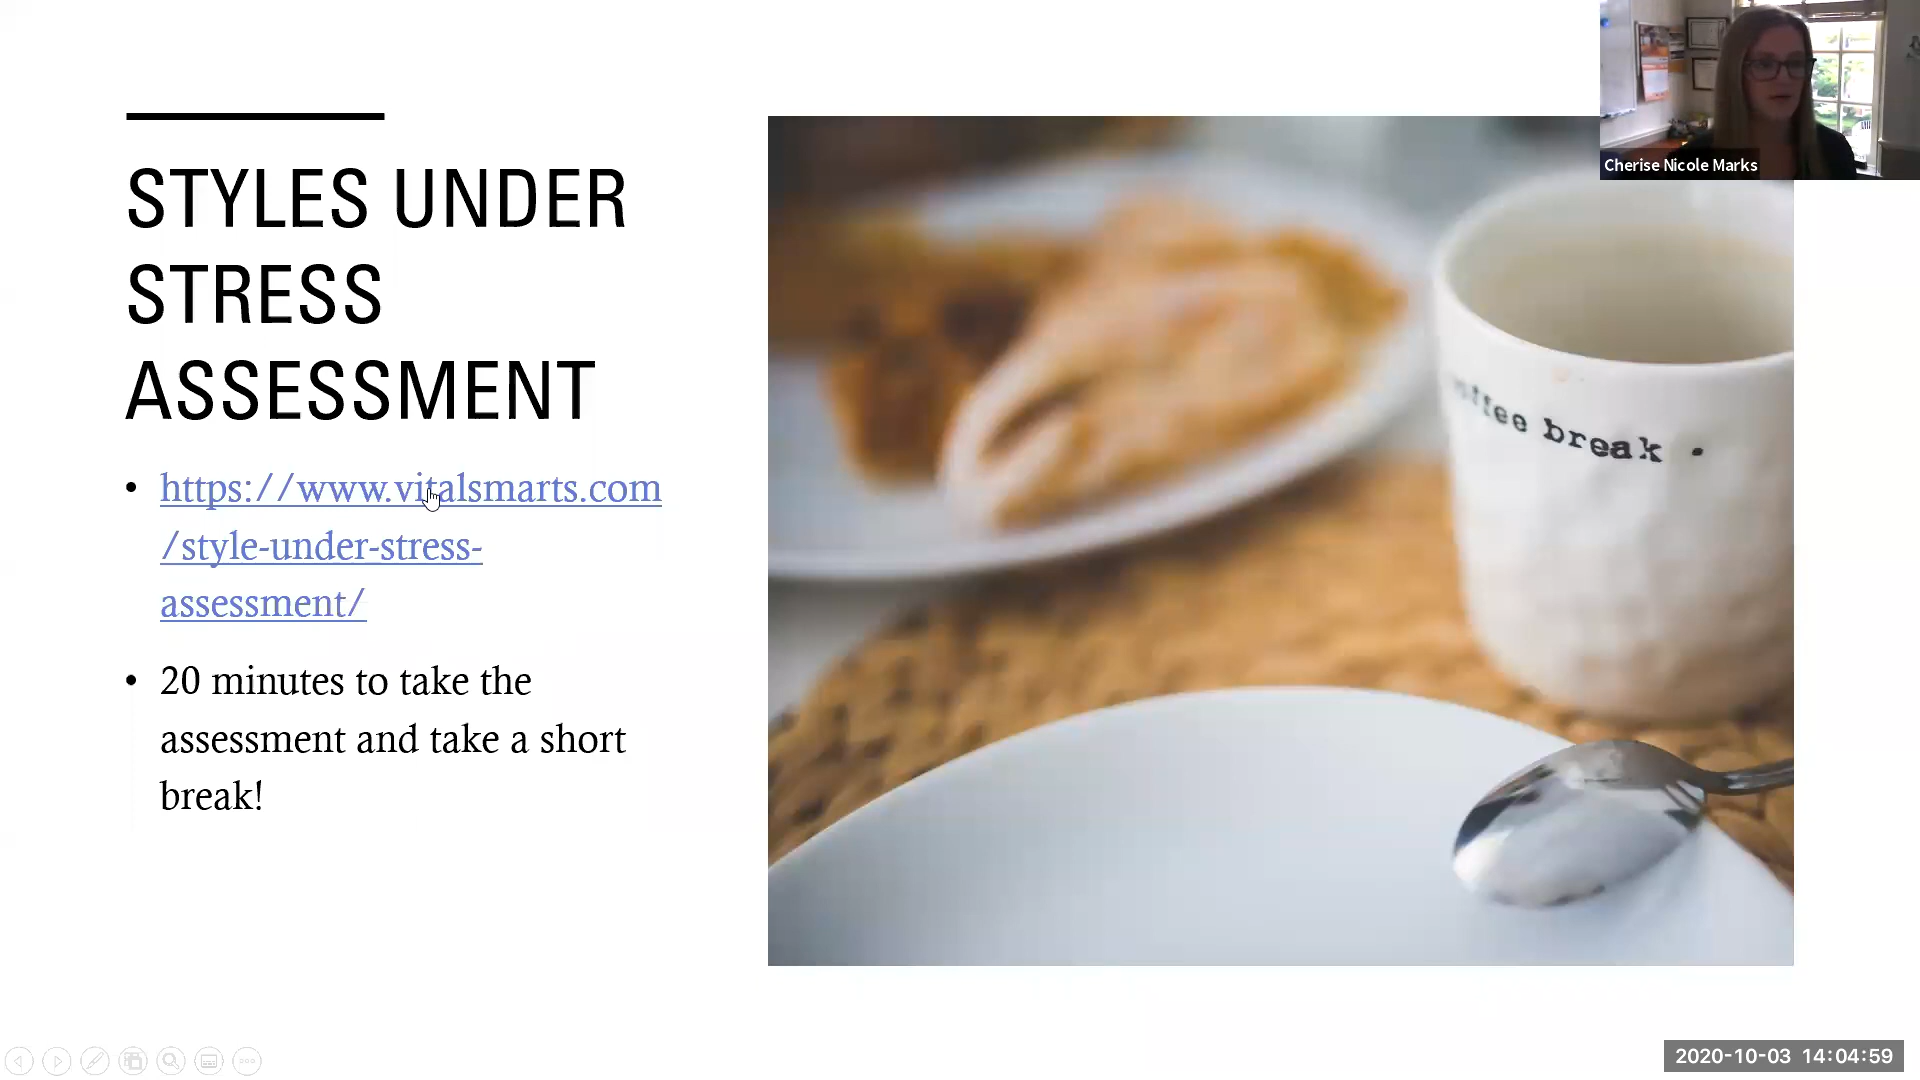 Cherise Nicole Marks
STYLES UNDER
STRESS
ASSESSMENT
• https://www.vitalsmarts.com
/style-under-stress-
assessment/
• 20 minutes to take the
assessment and take a short
break!
break •
2020-10-03 14:04:59